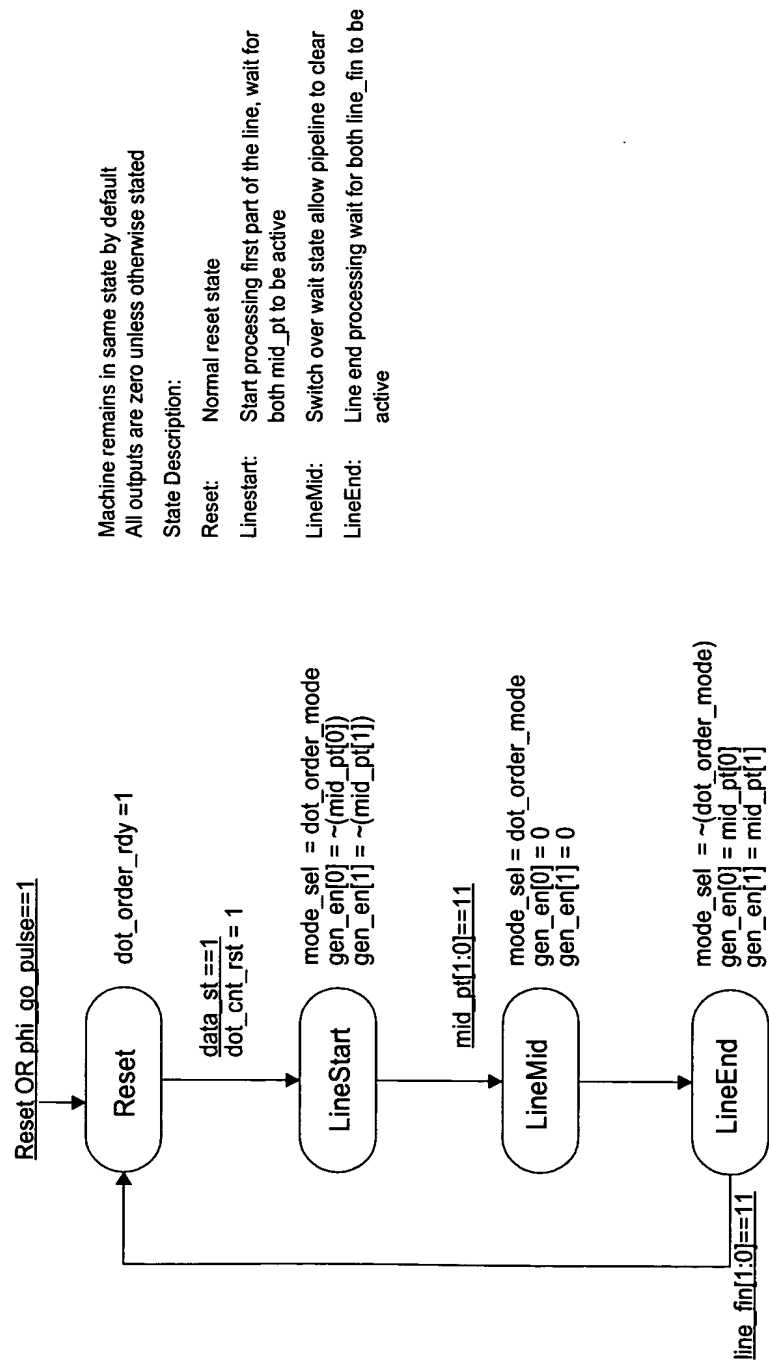 Reset OR phi_go_pulse==1
Reset
dot_order_rdy =1
data_st ==1
dot_cnt_rst = 1
LineStart
mode_sel = dot_order_mode
gen_en[0] = ~(mid_pt[0])
gen_en[1] = ~(mid_pt[1])
mid_pt[1:0]==11
LineMid
mode_sel = dot_order_mode
gen_en[0] = 0
gen_en[1] = 0
LineEnd
mode_sel = ~(dot_order_mode)
gen_en[0] = mid_pt[0]
gen_en[1] = mid_pt[1]
line_fin[1:0]==11
Machine remains in same state by default
All outputs are zero unless otherwise stated
State Description:
Reset: Normal reset state
Linestart: Start processing first part of the line, wait for
both mid_pt to be active
LineMid: Switch over wait state allow pipeline to clear
LineEnd: Line end processing wait for both line_fin to be
active